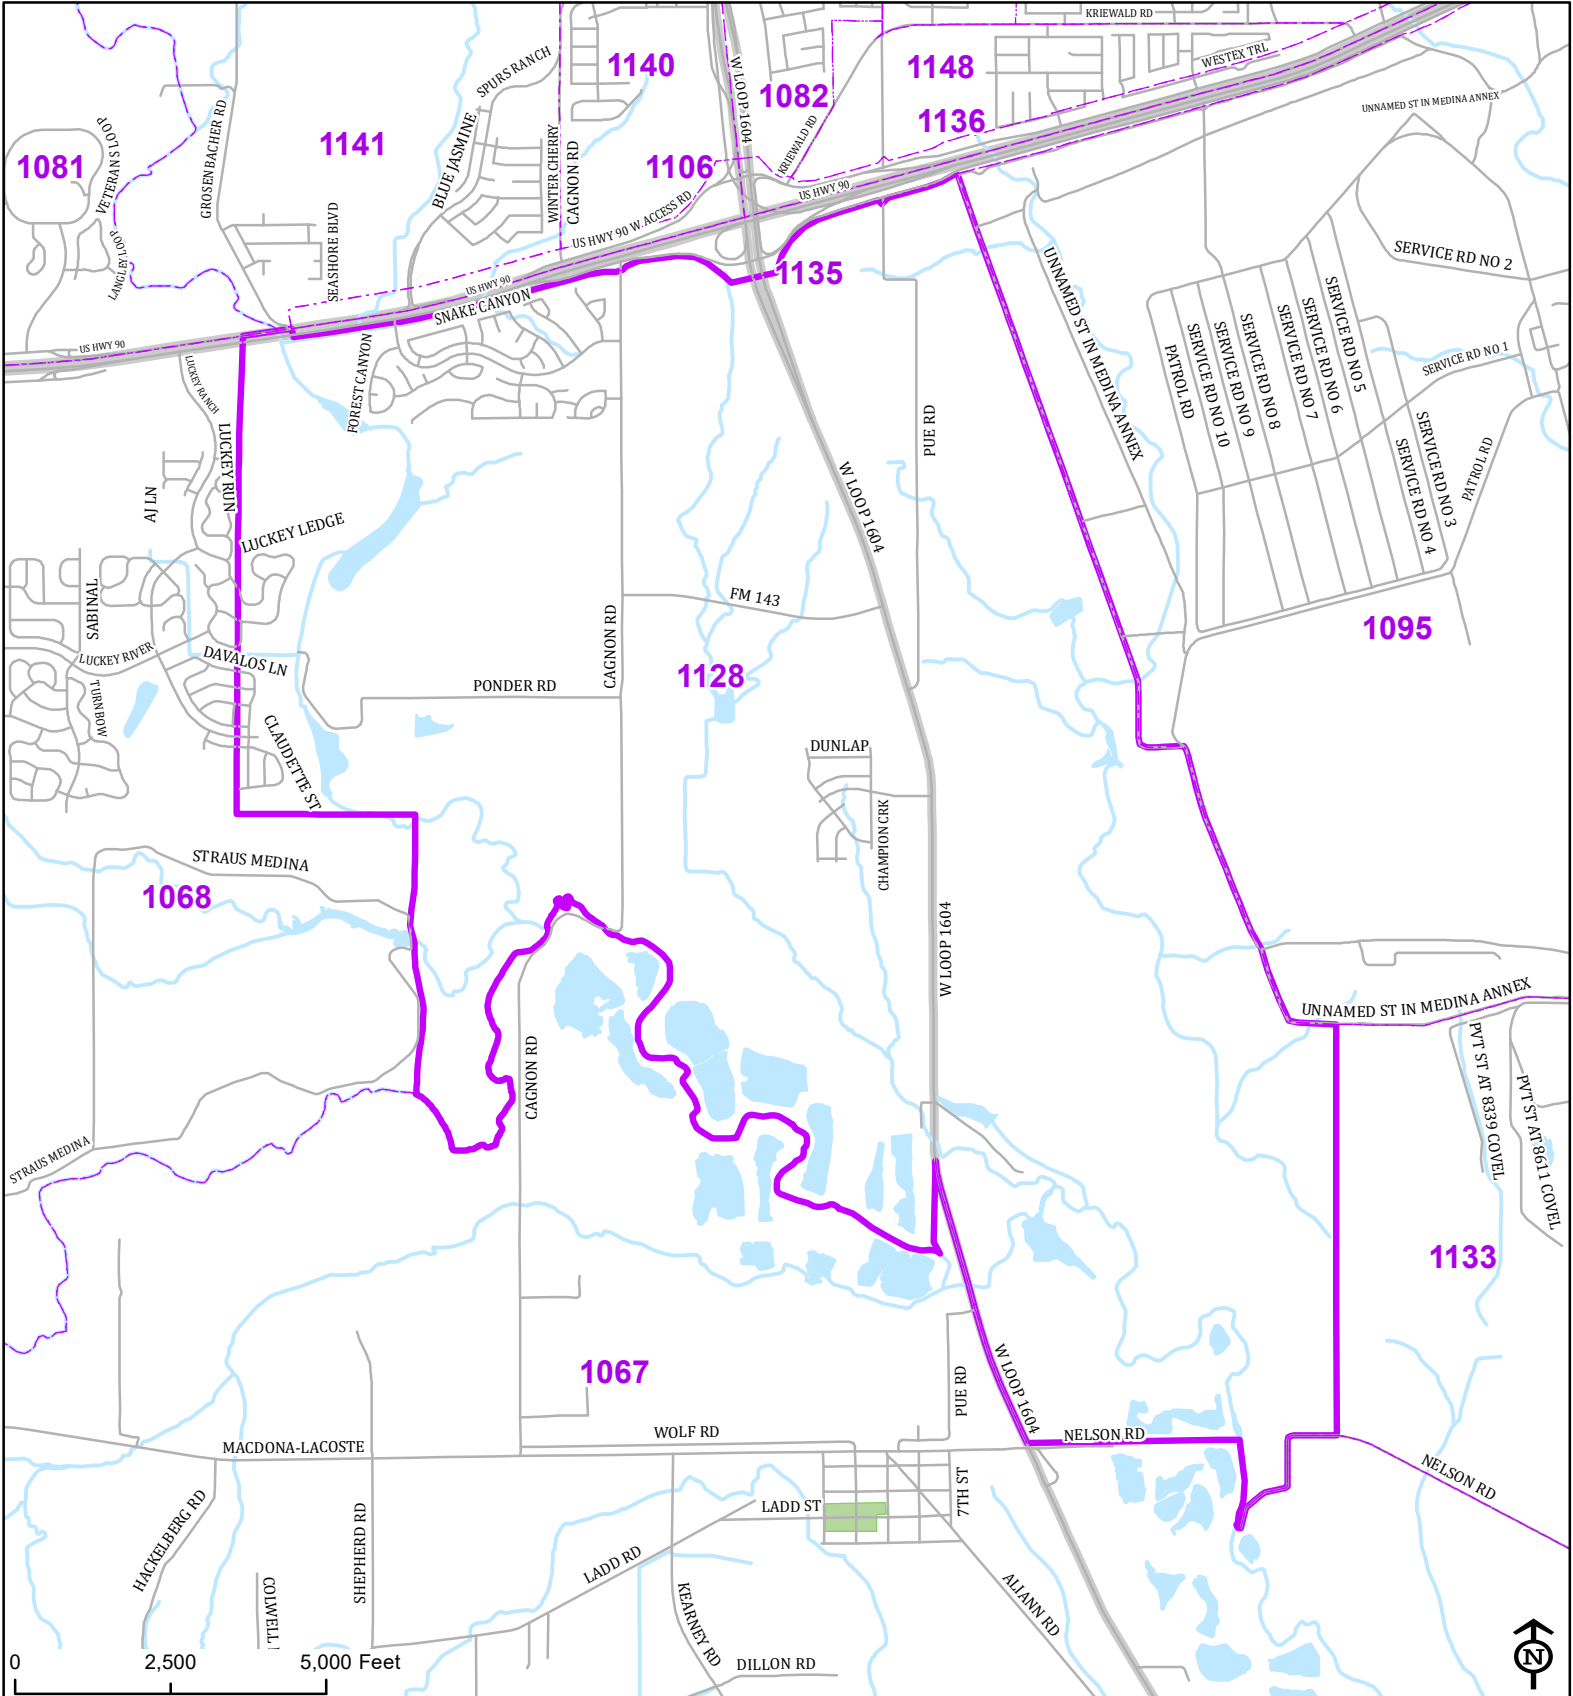 KRIEWALD RD
1140
W LOOP 1604
1082
1148
WESTEX TRL
SPURS RANCH
1136
UNNAMED ST IN MEDINA ANNEX
1081
VETERANS LOOP
GROSENBACHER RD
1141
BLUE JASMINE
WINTER CHERRY
CAGNON RD
1106
KRIEWALD RD
US HWY 90
US HWY 90 W ACCESS RD
LANGLEY LOOP
SEASHORE BLVD
US HWY 90
SNAKE CANYON
1135
UNNAMED ST IN MEDINA ANNEX
SERVICE RD NO 2
SERVICE RD NO 5
SERVICE RD NO 6
SERVICE RD NO 7
SERVICE RD NO 8
SERVICE RD NO 9
SERVICE RD NO 10
PATROL RD
SERVICE RD NO 1
US HWY 90
LUCKEY RANCH
FOREST CANYON
LUCKEY RUN
PUE RD
SERVICE RD NO 3
SERVICE RD NO 4
PATROL RD
AJ LN
LUCKEY LEDGE
W LOOP 1604
SABINAL
FM 143
CAGNON RD
1095
LUCKEY RIVER
DAVALOS LN
TURNBOW
PONDER RD
1128
CLAUDETTE ST
DUNLAP
CHAMPION CRK
STRAUS MEDINA
1068
W LOOP 1604
UNNAMED ST IN MEDINA ANNEX
CAGNON RD
PVT ST AT 8339 COVEL
PVT ST AT 8611 COVEL
STRAUS MEDINA
1133
1067
PUE RD
W LOOP 1604
WOLF RD
NELSON RD
MACDONA-LACOSTE
NELSON RD
HACKELBERG RD
SHEPHERD RD
LADD ST
7TH ST
LADD RD
COLWELL
KEARNEY RD
ALIANN RD
DILLON RD
0 2,500 5,000 Feet
N